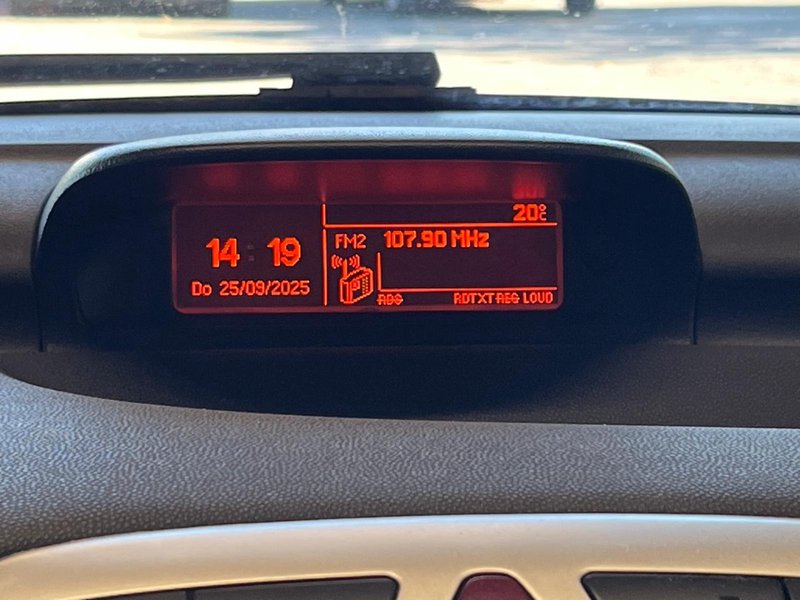 20°C
14:19
FM2 107.90 MHz
Do 25/09/2025
RDS RDTXT REG LOUD